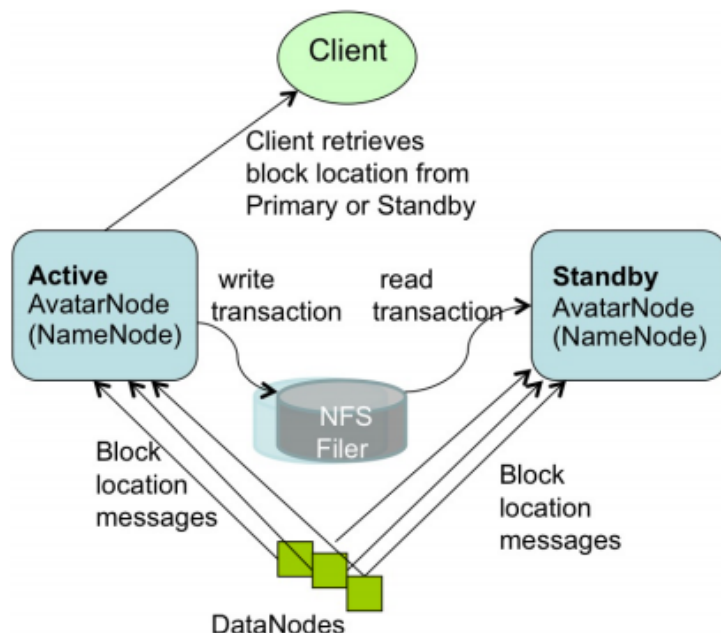 Client
Client retrieves
block location from
Primary or Standby
Active
AvatarNode
(NameNode)
write
transaction
read
transaction
Standby
AvatarNode
(NameNode)
NFS
Filer
Block
location
messages
Block
location
messages
DataNodes